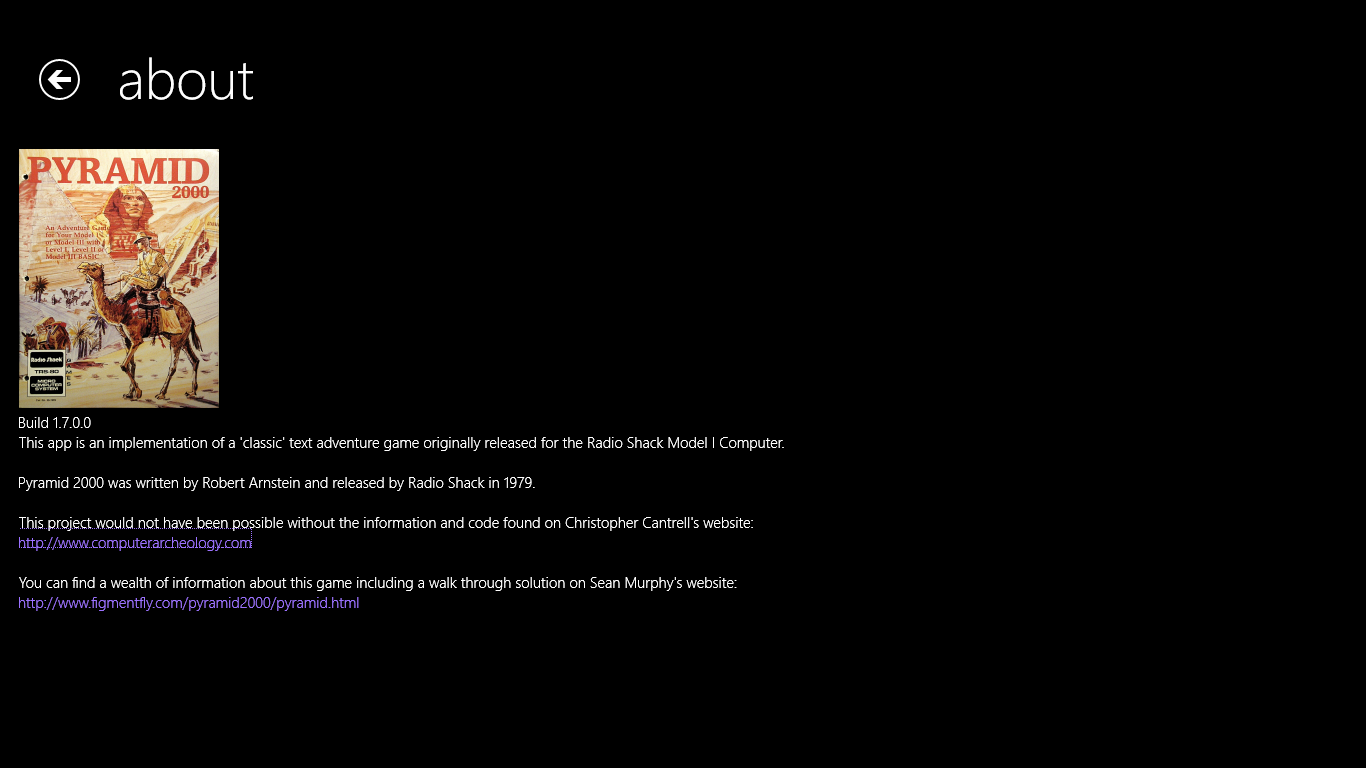 about
PYRAMID
2000
An Adventure Game
for Your Model I
or Model III with
Level I, Level II or
Model III BASIC
Radio Shack
TRS-80
MICRO
COMPUTER
SYSTEM
Build 1.7.0.0
This app is an implementation of a 'classic' text adventure game originally released for the Radio Shack Model I Computer.
Pyramid 2000 was written by Robert Arnstein and released by Radio Shack in 1979.
This project would not have been possible without the information and code found on Christopher Cantrell's website:
http://www.computerarcheology.com
You can find a wealth of information about this game including a walk through solution on Sean Murphy's website:
http://www.figmentfly.com/pyramid2000/pyramid.html